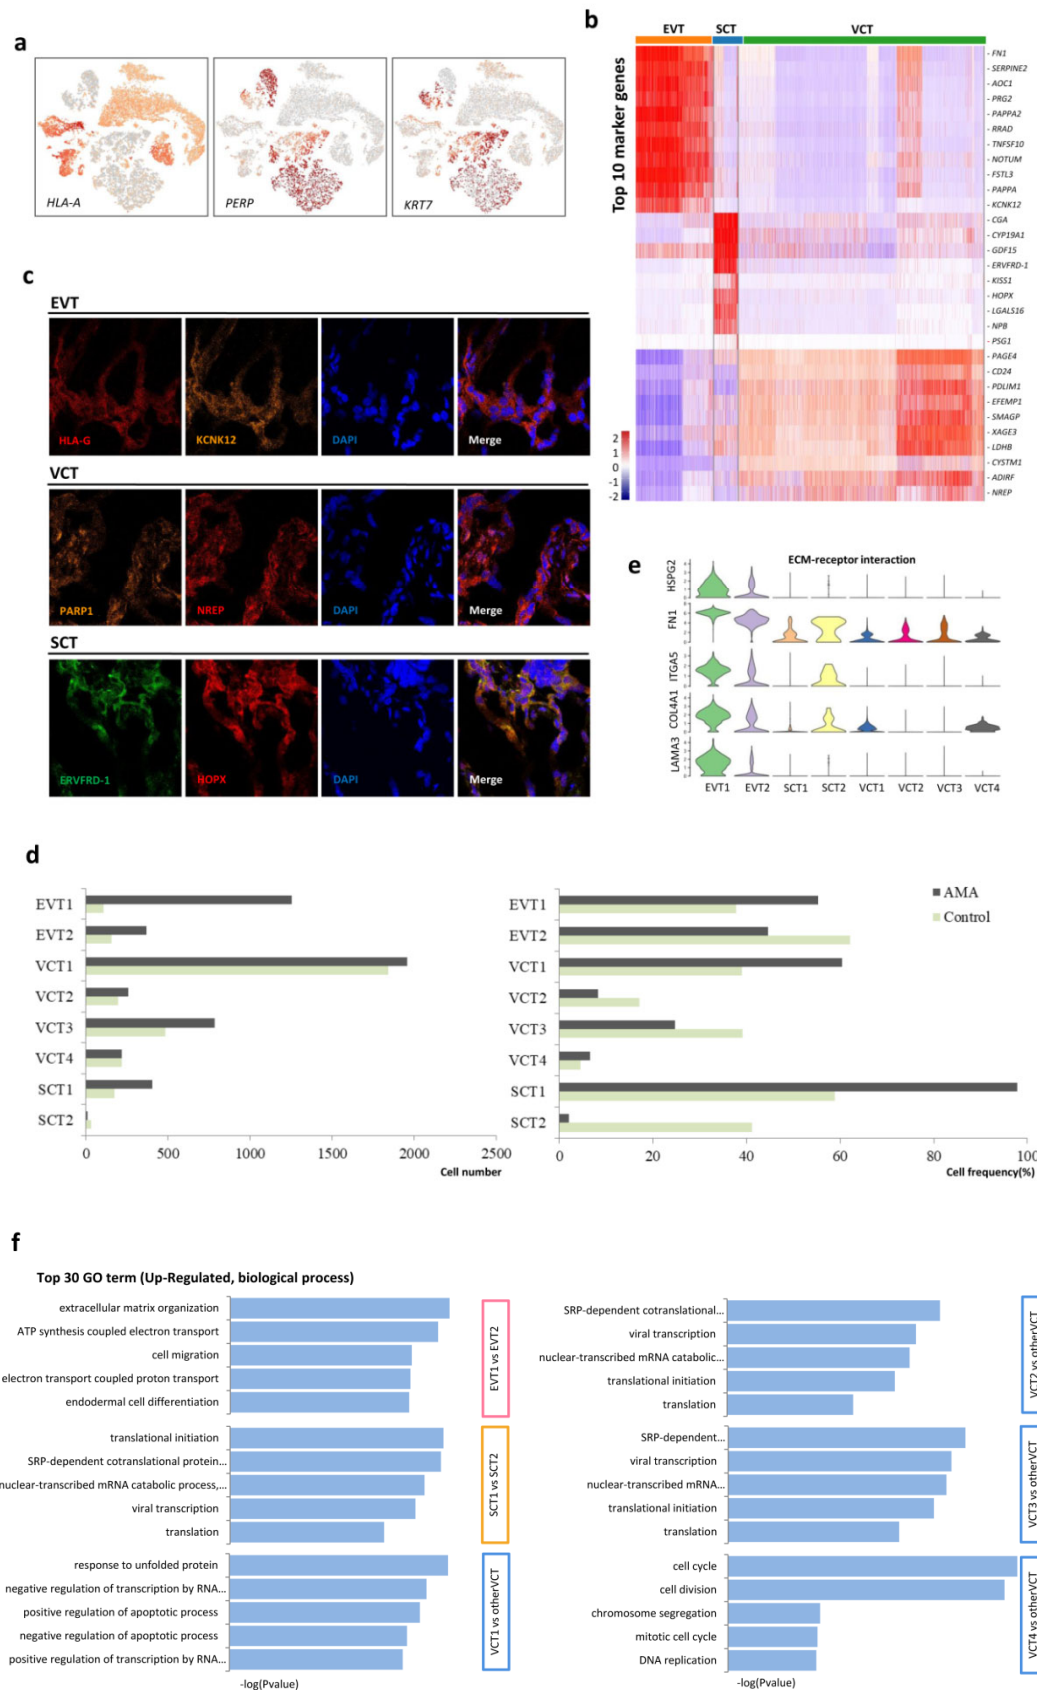 a
HLA-A
PERP
KRT7
b
EVT
SCT
VCT
Top 10 marker genes
- FN1
- SERPINE2
- AOC1
- PRG2
- PAPPA2
- RRAD
- TNFSF10
- NOTUM
- FSTL3
- PAPPA
- KCNK12
- CGA
- CYP19A1
- GDF15
- ERVFRD-1
- KISS1
- HOPX
- LGALS16
- NPB
- PSG1
- PAGE4
- CD24
- PDLIM1
- EFEMP1
- SMAGP
- XAGE3
- LDHB
- CYSTM1
- ADIRF
- NREP
2
1
0
-1
-2
c
EVT
HLA-G
KCNK12
DAPI
Merge
VCT
PARP1
NREP
DAPI
Merge
SCT
ERVFRD-1
HOPX
DAPI
Merge
e
ECM-receptor interaction
HSPG2
FN1
ITGA5
COL4A1
LAMA3
EVT1 EVT2 SCT1 SCT2 VCT1 VCT2 VCT3 VCT4
d
EVT1
EVT2
VCT1
VCT2
VCT3
VCT4
SCT1
SCT2
0 500 1000 1500 2000 2500
Cell number
EVT1
EVT2
VCT1
VCT2
VCT3
VCT4
SCT1
SCT2
0 20 40 60 80 100
Cell frequency(%)
AMA
Control
f
Top 30 GO term (Up-Regulated, biological process)
extracellular matrix organization
ATP synthesis coupled electron transport
cell migration
electron transport coupled proton transport
endodermal cell differentiation
EVT1 vs EVT2
translational initiation
SRP-dependent cotranslational protein...
nuclear-transcribed mRNA catabolic process,...
viral transcription
translation
SCT1 vs SCT2
response to unfolded protein
negative regulation of transcription by RNA...
positive regulation of apoptotic process
negative regulation of apoptotic process
positive regulation of transcription by RNA...
VCT1 vs otherVCT
-log(Pvalue)
SRP-dependent cotranslational...
viral transcription
nuclear-transcribed mRNA catabolic...
translational initiation
translation
VCT2 vs otherVCT
SRP-dependent...
viral transcription
nuclear-transcribed mRNA...
translational initiation
translation
VCT3 vs otherVCT
cell cycle
cell division
chromosome segregation
mitotic cell cycle
DNA replication
VCT4 vs otherVCT
-log(Pvalue)